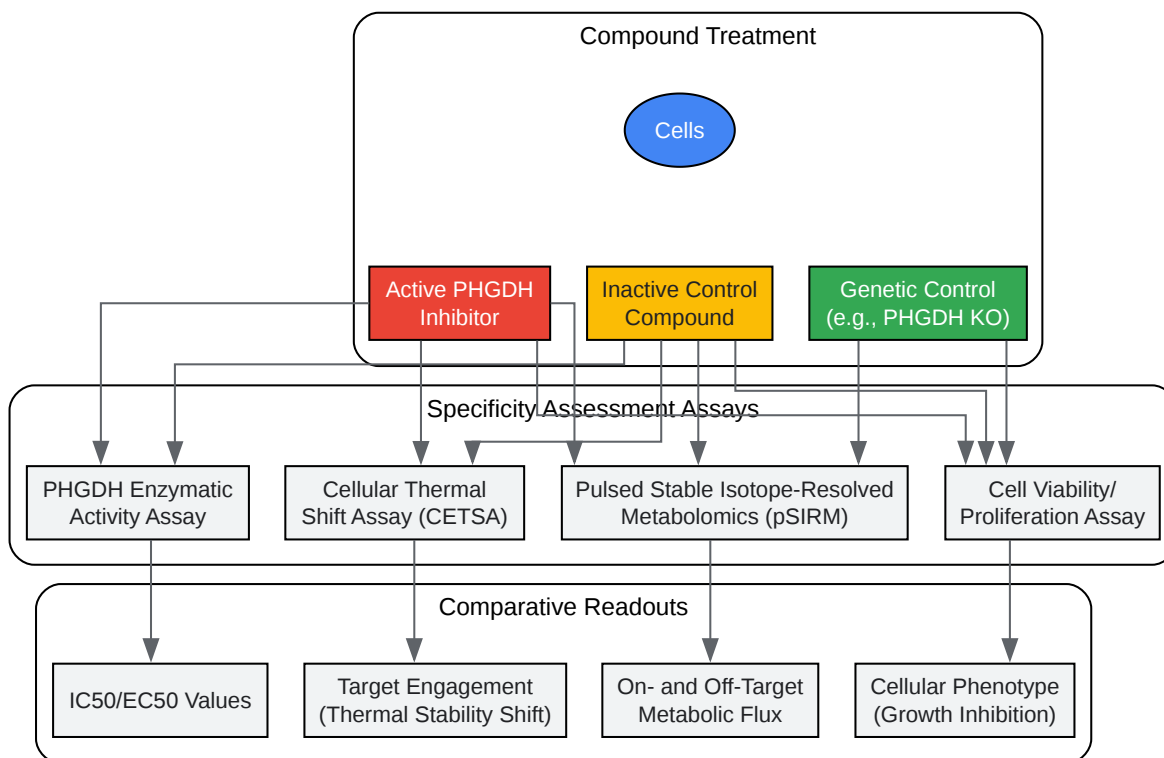 Compound Treatment
Cells
Active PHGDH
Inhibitor
Inactive Control
Compound
Genetic Control
(e.g., PHGDH KO)
Specificity Assessment Assays
PHGDH Enzymatic
Activity Assay
Cellular Thermal
Shift Assay (CETSA)
Pulsed Stable Isotope-Resolved
Metabolomics (pSIRM)
Cell Viability/
Proliferation Assay
Comparative Readouts
IC50/EC50 Values
Target Engagement
(Thermal Stability Shift)
On- and Off-Target
Metabolic Flux
Cellular Phenotype
(Growth Inhibition)